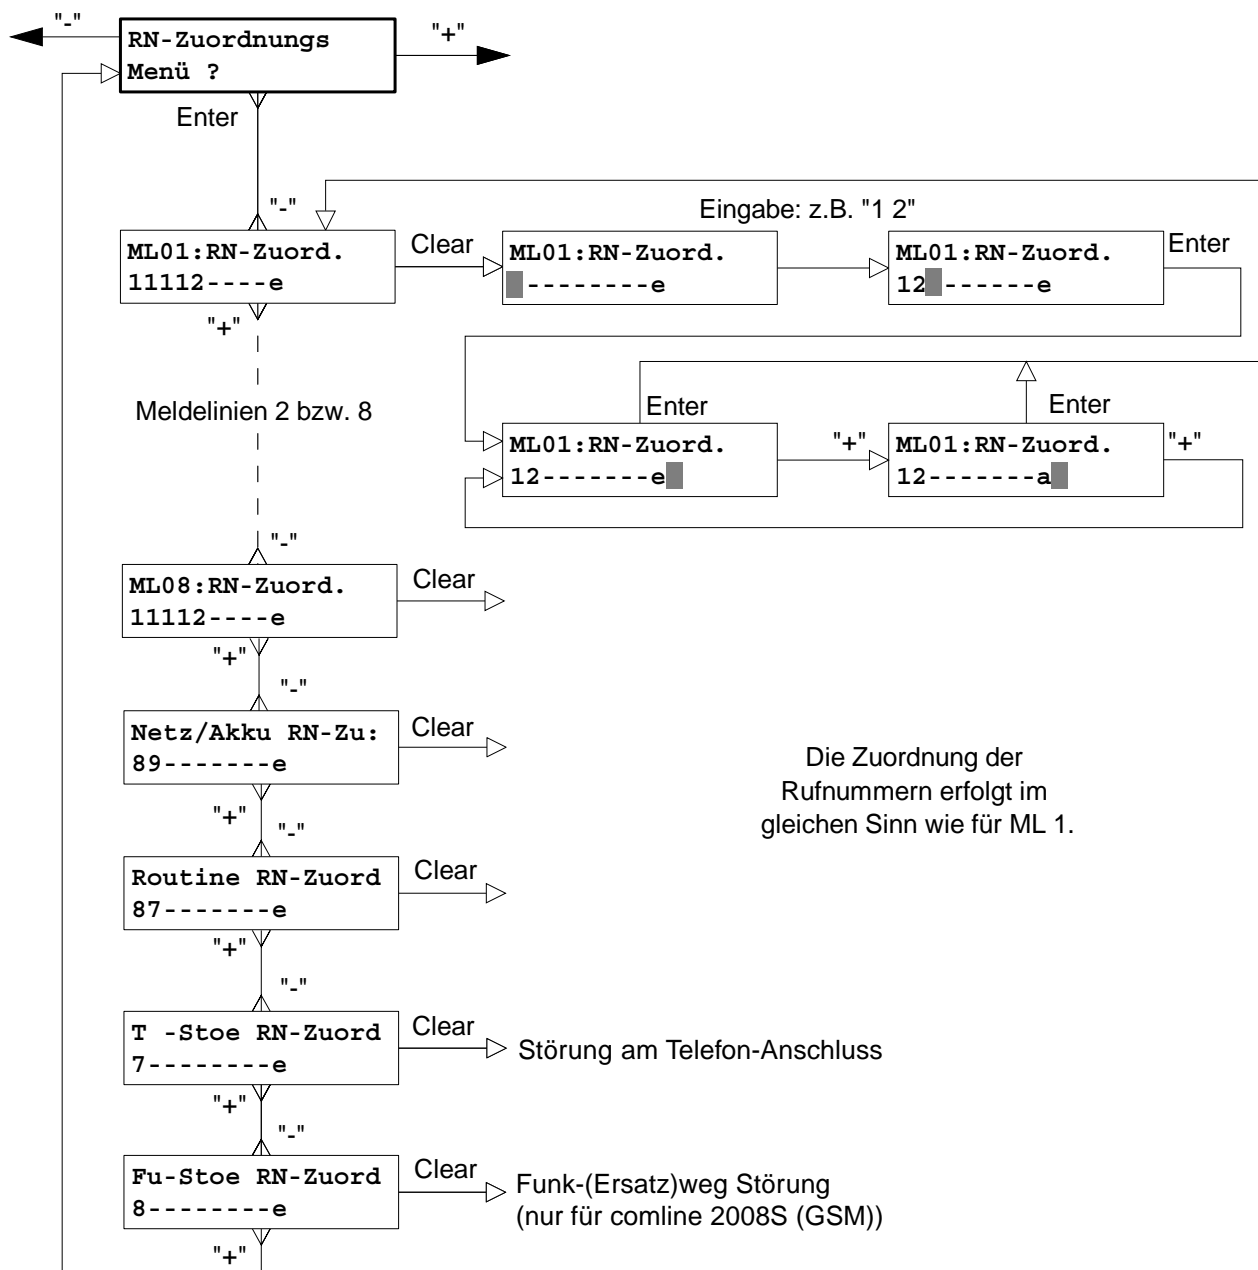 "-"
RN-Zuordnungs
Menü ?
"+"
Enter
"-"
Eingabe: z.B. "1 2"
ML01:RN-Zuord.
11112----e
Clear
ML01:RN-Zuord.
--------e
ML01:RN-Zuord.
12 ------e
Enter
"+"
Meldelinien 2 bzw. 8
Enter
Enter
ML01:RN-Zuord.
12-------e
"+"
ML01:RN-Zuord.
12-------a
"+"
"-"
ML08:RN-Zuord.
11112----e
Clear
"+"
"-"
Netz/Akku RN-Zu:
89-------e
Clear
Die Zuordnung der
Rufnummern erfolgt im
gleichen Sinn wie für ML 1.
"+"
"-"
Routine RN-Zuord
87-------e
Clear
"+"
"-"
T -Stoe RN-Zuord
7--------e
Clear
Störung am Telefon-Anschluss
"+"
"-"
Fu-Stoe RN-Zuord
8--------e
Clear
Funk-(Ersatz)weg Störung
(nur für comline 2008S (GSM))
"+"